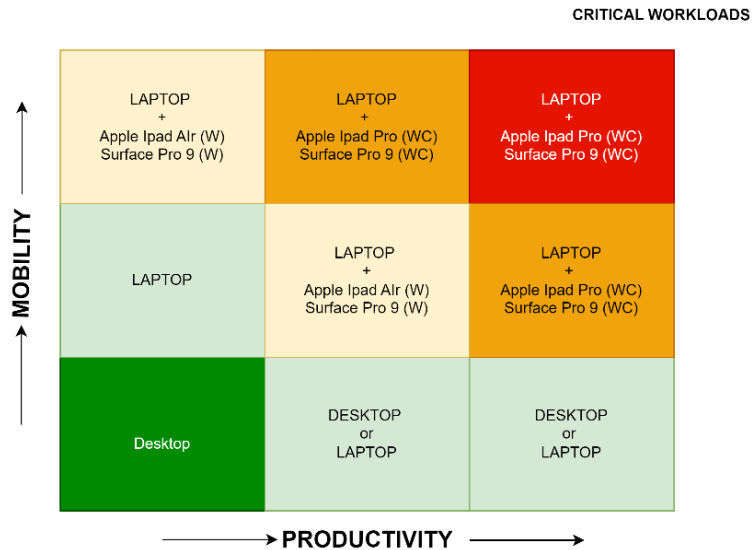 CRITICAL WORKLOADS
LAPTOP
+
Apple Ipad AIr (W)
Surface Pro 9 (W)
LAPTOP
+
Apple Ipad Pro (WC)
Surface Pro 9 (WC)
LAPTOP
+
Apple Ipad Pro (WC)
Surface Pro 9 (WC)
MOBILITY
LAPTOP
LAPTOP
+
Apple Ipad AIr (W)
Surface Pro 9 (W)
LAPTOP
+
Apple Ipad Pro (WC)
Surface Pro 9 (WC)
Desktop
DESKTOP
or
LAPTOP
DESKTOP
or
LAPTOP
PRODUCTIVITY